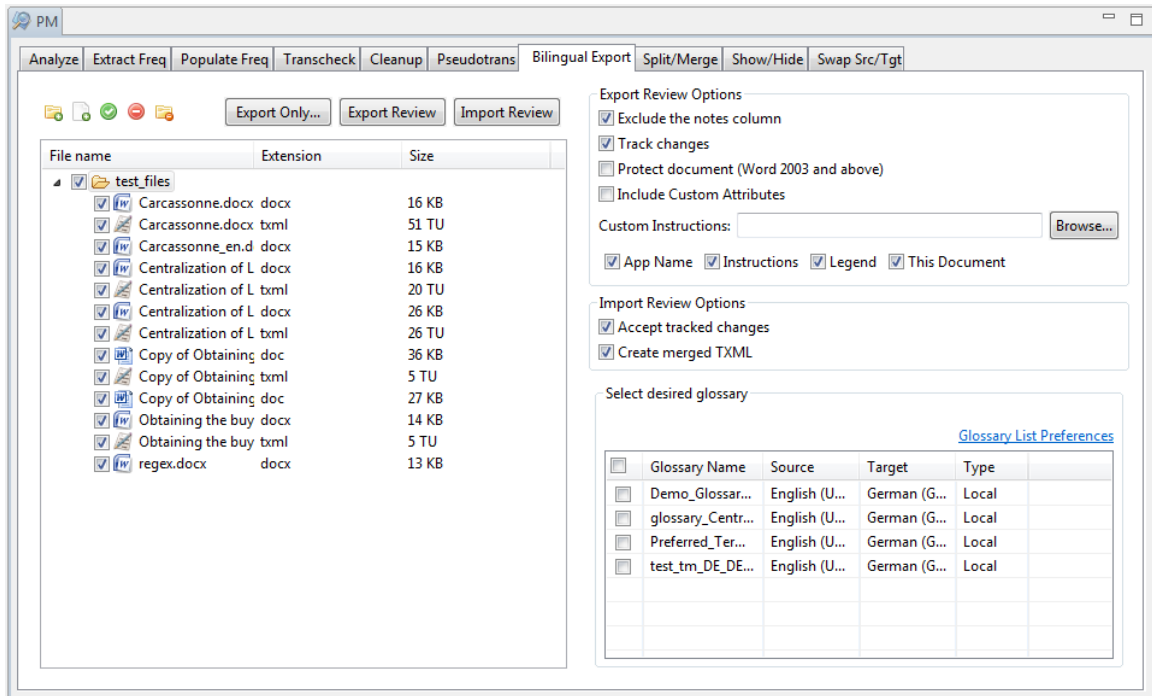 PM
Analyze Extract Freq Populate Freq Transcheck Cleanup Pseudotrans Bilingual Export Split/Merge Show/Hide Swap Src/Tgt
Export Only... Export Review Import Review
File name Extension Size
test_files
Carcassonne.docx docx 16 KB
Carcassonne.docx txml 51 TU
Carcassonne_en.d docx 15 KB
Centralization of L docx 16 KB
Centralization of L txml 20 TU
Centralization of L docx 26 KB
Centralization of L txml 26 TU
Copy of Obtaining doc 36 KB
Copy of Obtaining txml 5 TU
Copy of Obtaining doc 27 KB
Obtaining the buy docx 14 KB
Obtaining the buy txml 5 TU
regex.docx docx 13 KB
Export Review Options
Exclude the notes column
Track changes
Protect document (Word 2003 and above)
Include Custom Attributes
Custom Instructions: Browse...
App Name Instructions Legend This Document
Import Review Options
Accept tracked changes
Create merged TXML
Select desired glossary
Glossary List Preferences
Glossary Name Source Target Type
Demo_Glossar... English (U... German (G... Local
glossary_Centr... English (U... German (G... Local
Preferred_Ter... English (U... German (G... Local
test_tm_DE_DE... English (U... German (G... Local